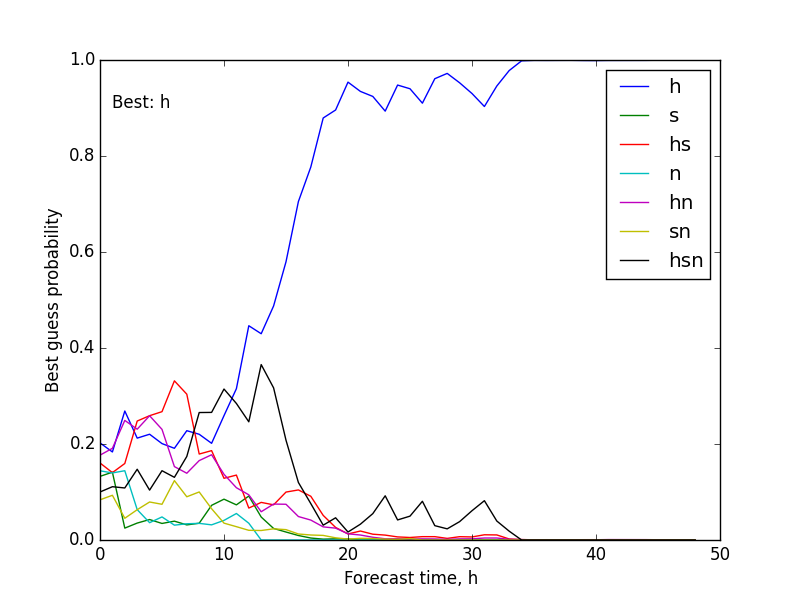 1.0
0.8
0.6
0.4
0.2
0.0
Best guess probability
Best: h
h
s
hs
n
hn
sn
hsn
0 10 20 30 40 50
Forecast time, h